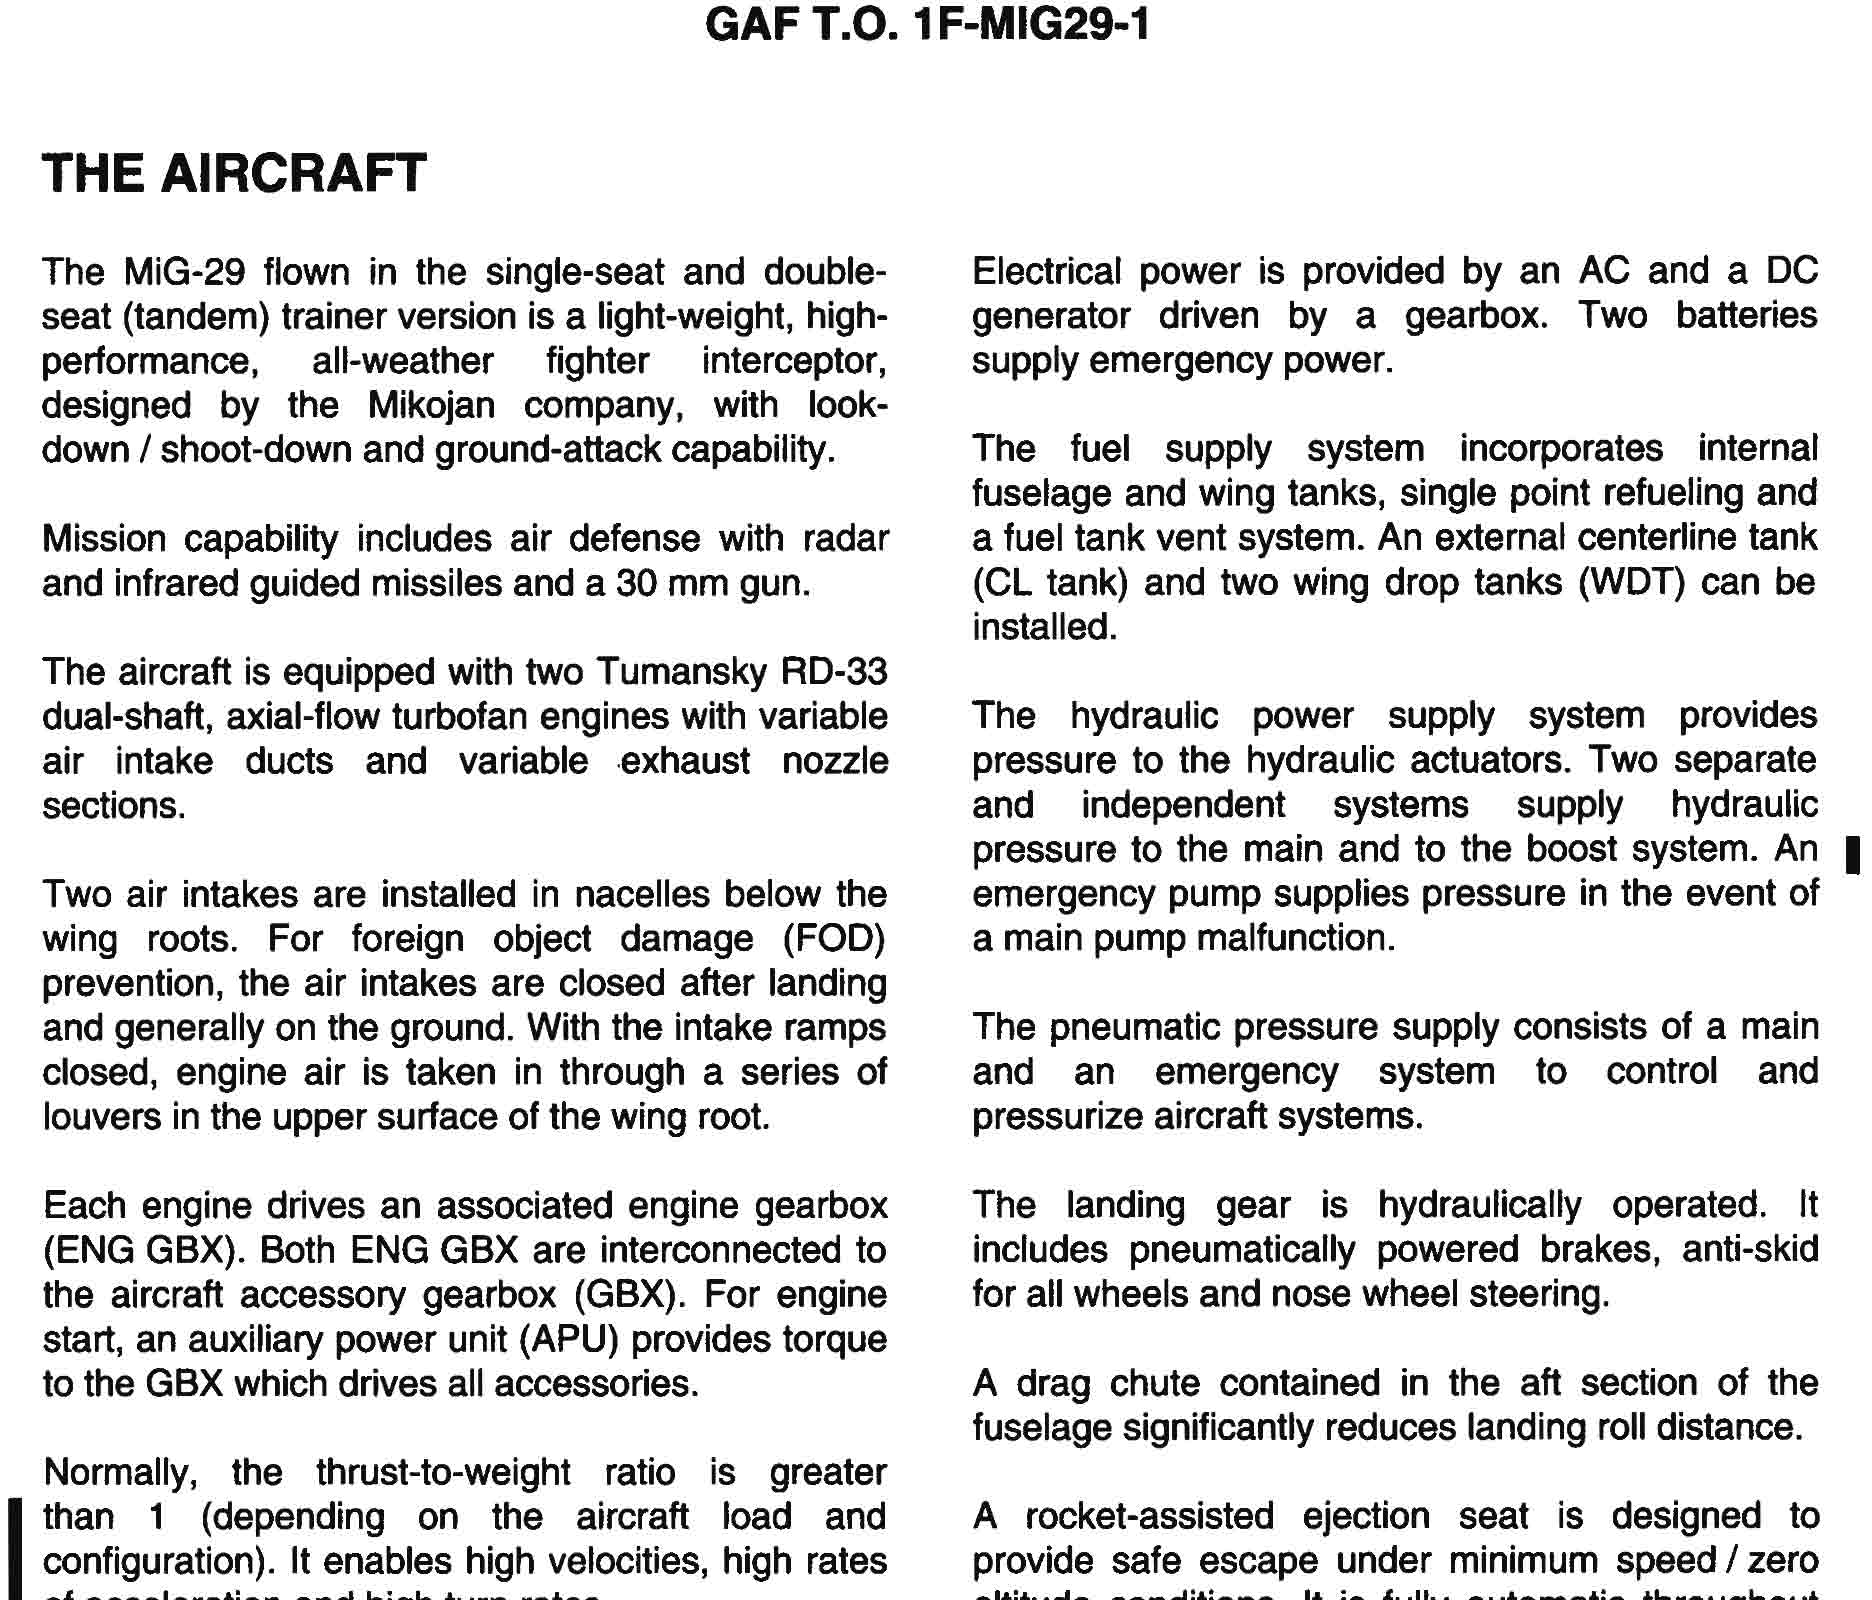 GAF T.O. 1F-MIG29-1
THE AIRCRAFT
The MiG-29 flown in the single-seat and double-
seat (tandem) trainer version is a light-weight, high-
performance, all-weather fighter interceptor,
designed by the Mikojan company, with look-
down / shoot-down and ground-attack capability.
Mission capability includes air defense with radar
and infrared guided missiles and a 30 mm gun.
The aircraft is equipped with two Tumansky RD-33
dual-shaft, axial-flow turbofan engines with variable
air intake ducts and variable exhaust nozzle
sections.
Two air intakes are installed in nacelles below the
wing roots. For foreign object damage (FOD)
prevention, the air intakes are closed after landing
and generally on the ground. With the intake ramps
closed, engine air is taken in through a series of
louvers in the upper surface of the wing root.
Each engine drives an associated engine gearbox
(ENG GBX). Both ENG GBX are interconnected to
the aircraft accessory gearbox (GBX). For engine
start, an auxiliary power unit (APU) provides torque
to the GBX which drives all accessories.
Normally, the thrust-to-weight ratio is greater
than 1 (depending on the aircraft load and
configuration). It enables high velocities, high rates
of acceleration and high turn rates.
Electrical power is provided by an AC and a DC
generator driven by a gearbox. Two batteries
supply emergency power.
The fuel supply system incorporates internal
fuselage and wing tanks, single point refueling and
a fuel tank vent system. An external centerline tank
(CL tank) and two wing drop tanks (WDT) can be
installed.
The hydraulic power supply system provides
pressure to the hydraulic actuators. Two separate
and independent systems supply hydraulic
pressure to the main and to the boost system. An
emergency pump supplies pressure in the event of
a main pump malfunction.
The pneumatic pressure supply consists of a main
and an emergency system to control and
pressurize aircraft systems.
The landing gear is hydraulically operated. It
includes pneumatically powered brakes, anti-skid
for all wheels and nose wheel steering.
A drag chute contained in the aft section of the
fuselage significantly reduces landing roll distance.
A rocket-assisted ejection seat is designed to
provide safe escape under minimum speed / zero
altitude conditions. It is fully automatic throughout